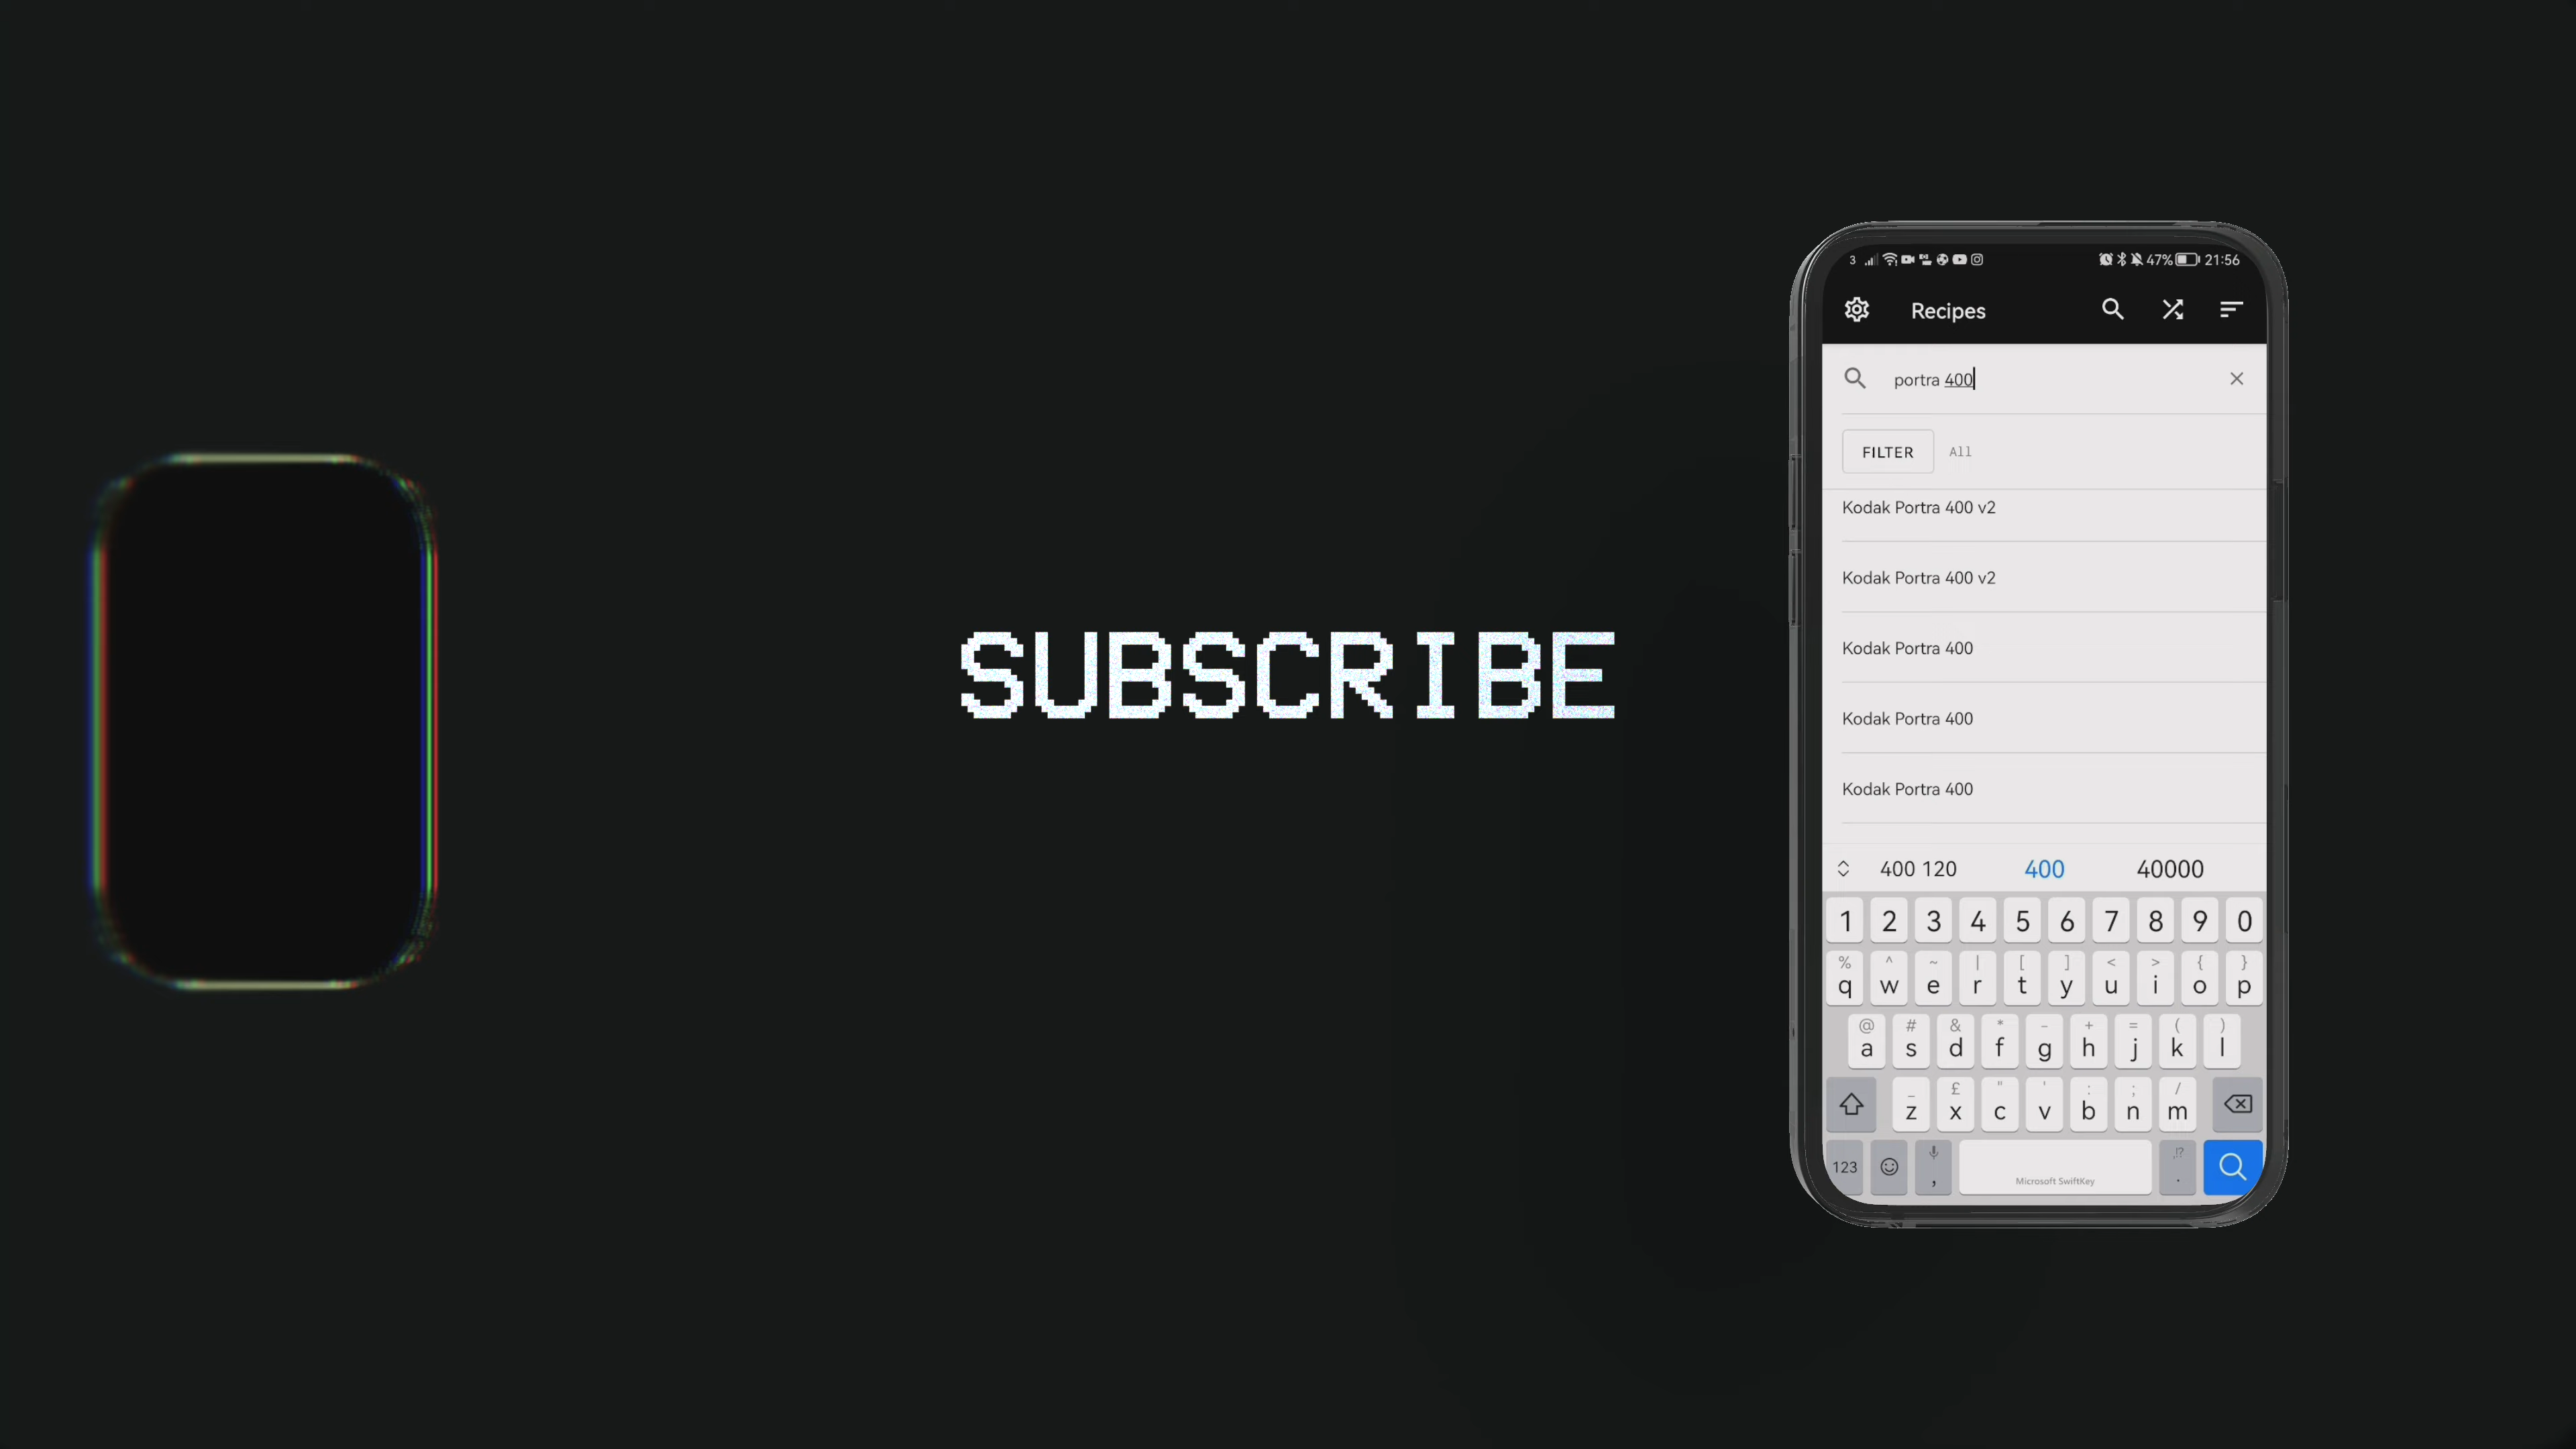 SUBSCRIBE
3 47% 21:56
Recipes
portra 400
FILTER All
Kodak Portra 400 v2
Kodak Portra 400 v2
Kodak Portra 400
Kodak Portra 400
Kodak Portra 400
400 120 400 40000
1 2 3 4 5 6 7 8 9 0
% ^ ~ | [ ] < > { }
q w e r t y u i o p
@ # & * - + = ( )
a s d f g h j k l
_ £ " ' : ; /
z x c v b n m
123 , Microsoft SwiftKey .
,!?